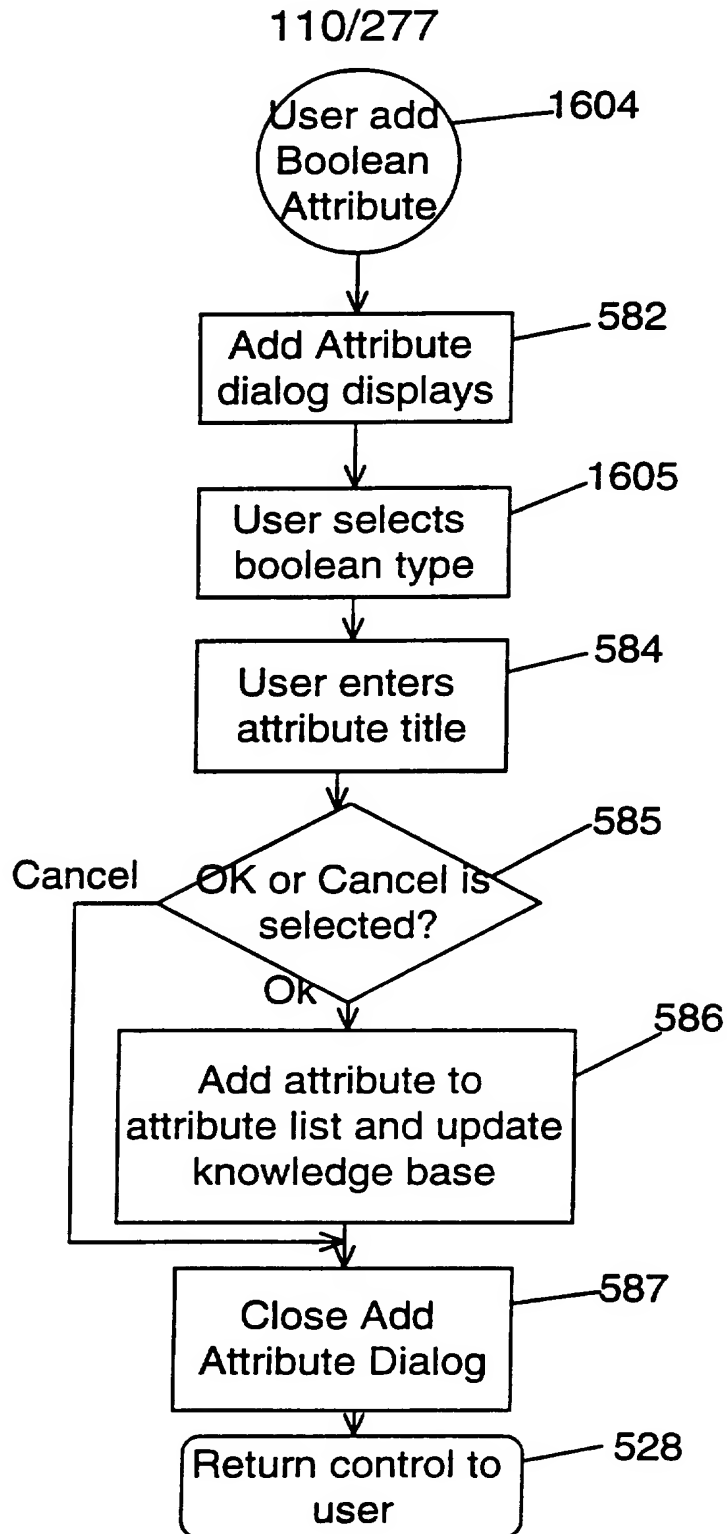 110/277
User add
Boolean
Attribute
1604
Add Attribute
dialog displays
582
User selects
boolean type
1605
User enters
attribute title
584
OK or Cancel is
selected?
585
Cancel
Ok
Add attribute to
attribute list and update
knowledge base
586
Close Add
Attribute Dialog
587
Return control to
user
528